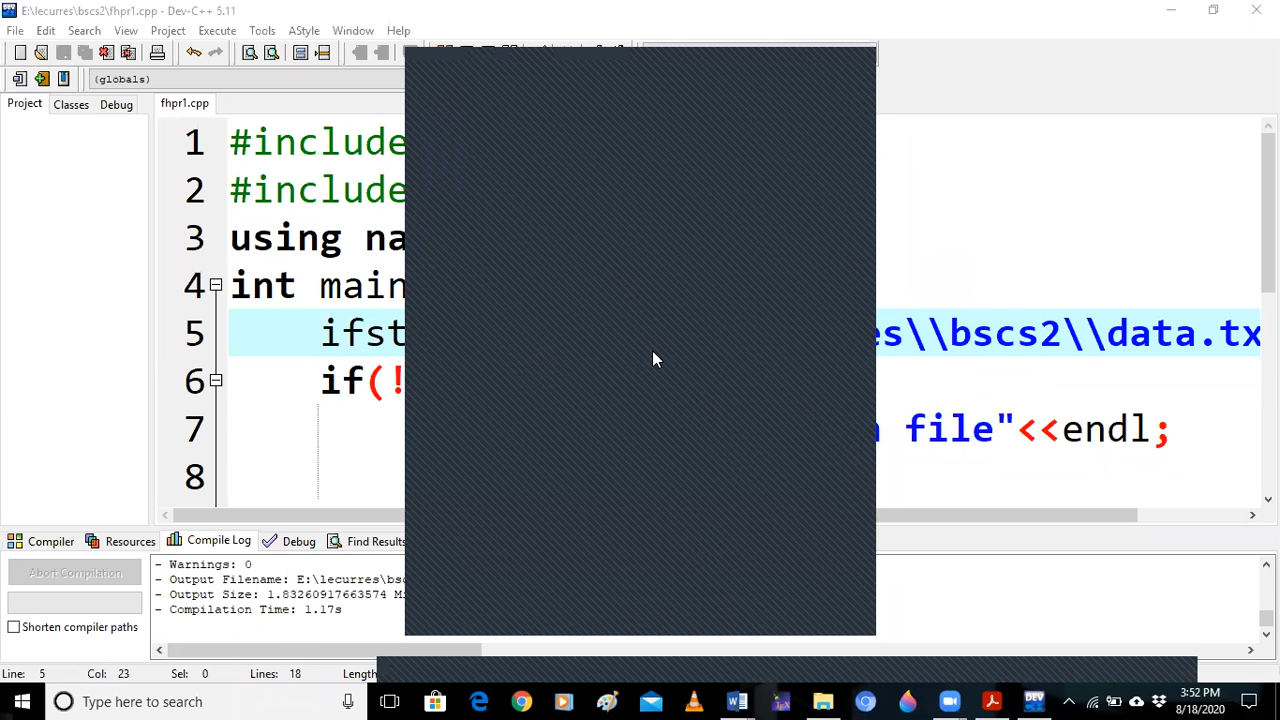 E:\lecurres\bscs2\fhpr1.cpp - Dev-C++ 5.11
File Edit Search View Project Execute Tools AStyle Window Help
(globals)
Project Classes Debug fhpr1.cpp
1 #include
2 #include
3 using na
4 int main
5 ifst es\\bscs2\\data.tx
6 if(!
7 file"<<endl;
8
Compiler Resources Compile Log Debug Find Results
Abort Compilation
Shorten compiler paths
- Warnings: 0
- Output Filename: E:\lecurres\bsc
- Output Size: 1.83260917663574 Mi
- Compilation Time: 1.17s
Line: 5 Col: 23 Sel: 0 Lines: 18 Length
Type here to search
DEV
3:52 PM
8/18/2020